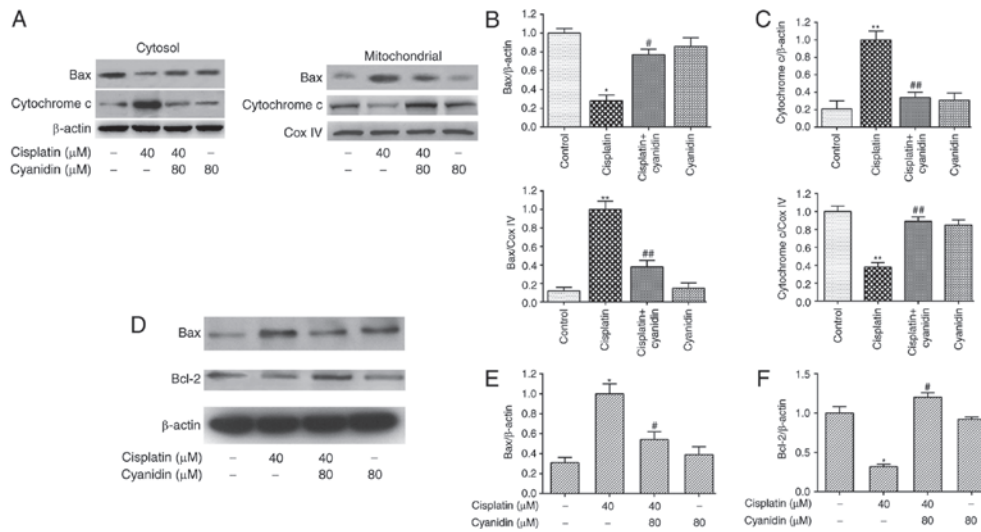 A
Cytosol
Bax
Cytochrome c
β-actin
Cisplatin (μM) – 40 40 –
Cyanidin (μM) – – 80 80
Mitochondrial
Bax
Cytochrome c
Cox IV
– 40 40 –
– – 80 80
B
Bax/β-actin
1.2
1.0
0.8
0.6
0.4
0.2
0.0
*
#
Control
Cisplatin
Cisplatin+
cyanidin
Cyanidin
Bax/Cox IV
1.2
1.0
0.8
0.6
0.4
0.2
0.0
**
##
Control
Cisplatin
Cisplatin+
cyanidin
Cyanidin
C
Cytochrome c/β-actin
1.2
1.0
0.8
0.6
0.4
0.2
0.0
**
##
Control
Cisplatin
Cisplatin+
cyanidin
Cyanidin
Cytochrome c/Cox IV
1.2
1.0
0.8
0.6
0.4
0.2
0.0
**
##
Control
Cisplatin
Cisplatin+
cyanidin
Cyanidin
D
Bax
Bcl-2
β-actin
Cisplatin (μM) – 40 40 –
Cyanidin (μM) – – 80 80
E
Bax/β-actin
1.2
1.0
0.8
0.6
0.4
0.2
0.0
*
#
Cisplatin (μM) – 40 40 –
Cyanidin (μM) – – 80 80
F
Bcl-2/β-actin
1.5
1.0
0.5
0.0
*
#
Cisplatin (μM) – 40 40 –
Cyanidin (μM) – – 80 80